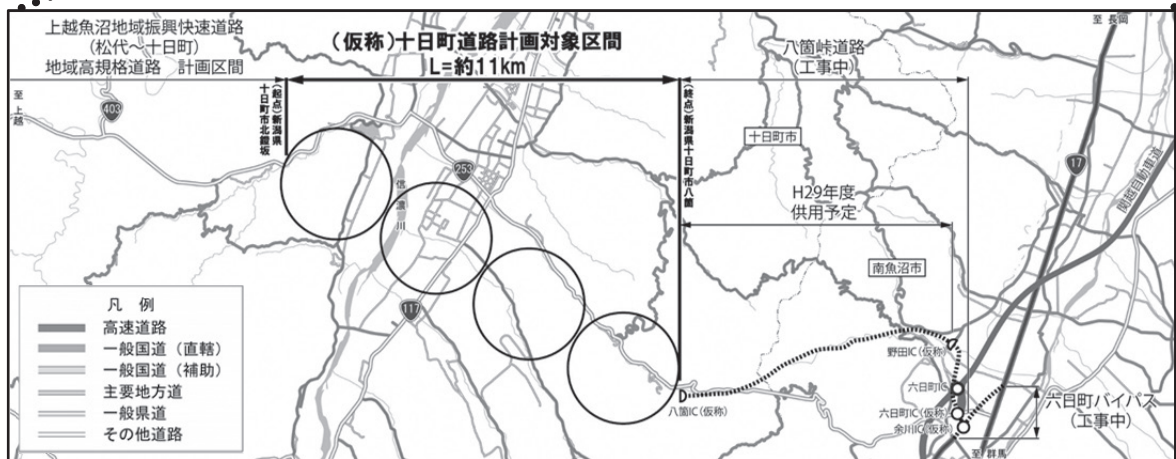 上越魚沼地域振興快速道路
(松代～十日町)
地域高規格道路 計画区間
(仮称)十日町道路計画対象区間
L=約11km
八箇峠道路
(工事中)
至 長岡
至 上越
403
(起点)新潟県
十日町市北鐙坂
信濃川
253
(終点)新潟県十日町市八箇
十日町市
17
関越自動車道
H29年度
供用予定
南魚沼市
117
凡 例
高速道路
一般国道(直轄)
一般国道(補助)
主要地方道
一般県道
その他道路
八箇IC(仮称)
野田IC(仮称)
六日町IC
六日町IC(仮称)
余川IC(仮称)
六日町バイパス
(工事中)
至 群馬